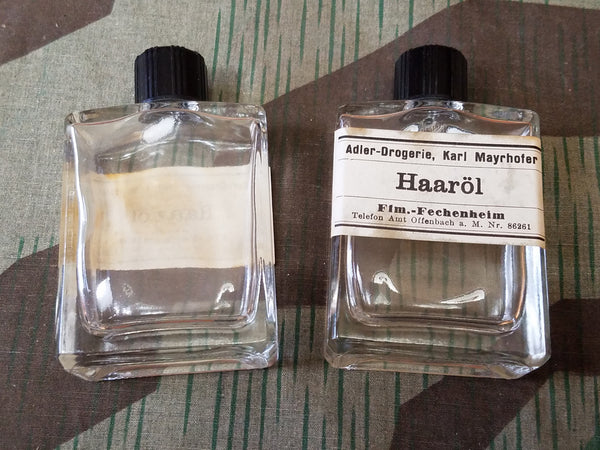 Adler-Drogerie, Karl Mayrhofer
Haaröl
Ffm.-Fechenheim
Telefon Amt Offenbach a. M. Nr. 86261